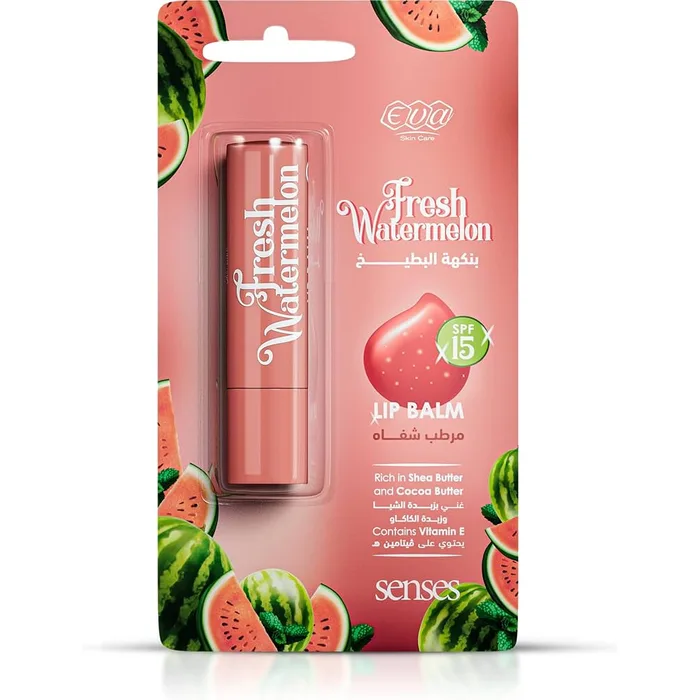 Eva
Skin Care
Fresh
Watermelon
بنكهة البطيخ
SPF
15
LIP BALM
مرطب شفاه
Rich in Shea Butter
and Cocoa Butter
غني بزبدة الشيا
وزبدة الكاكاو
Contains Vitamin E
يحتوي على ڤيتامين هـ
senses
Fresh
Watermelon